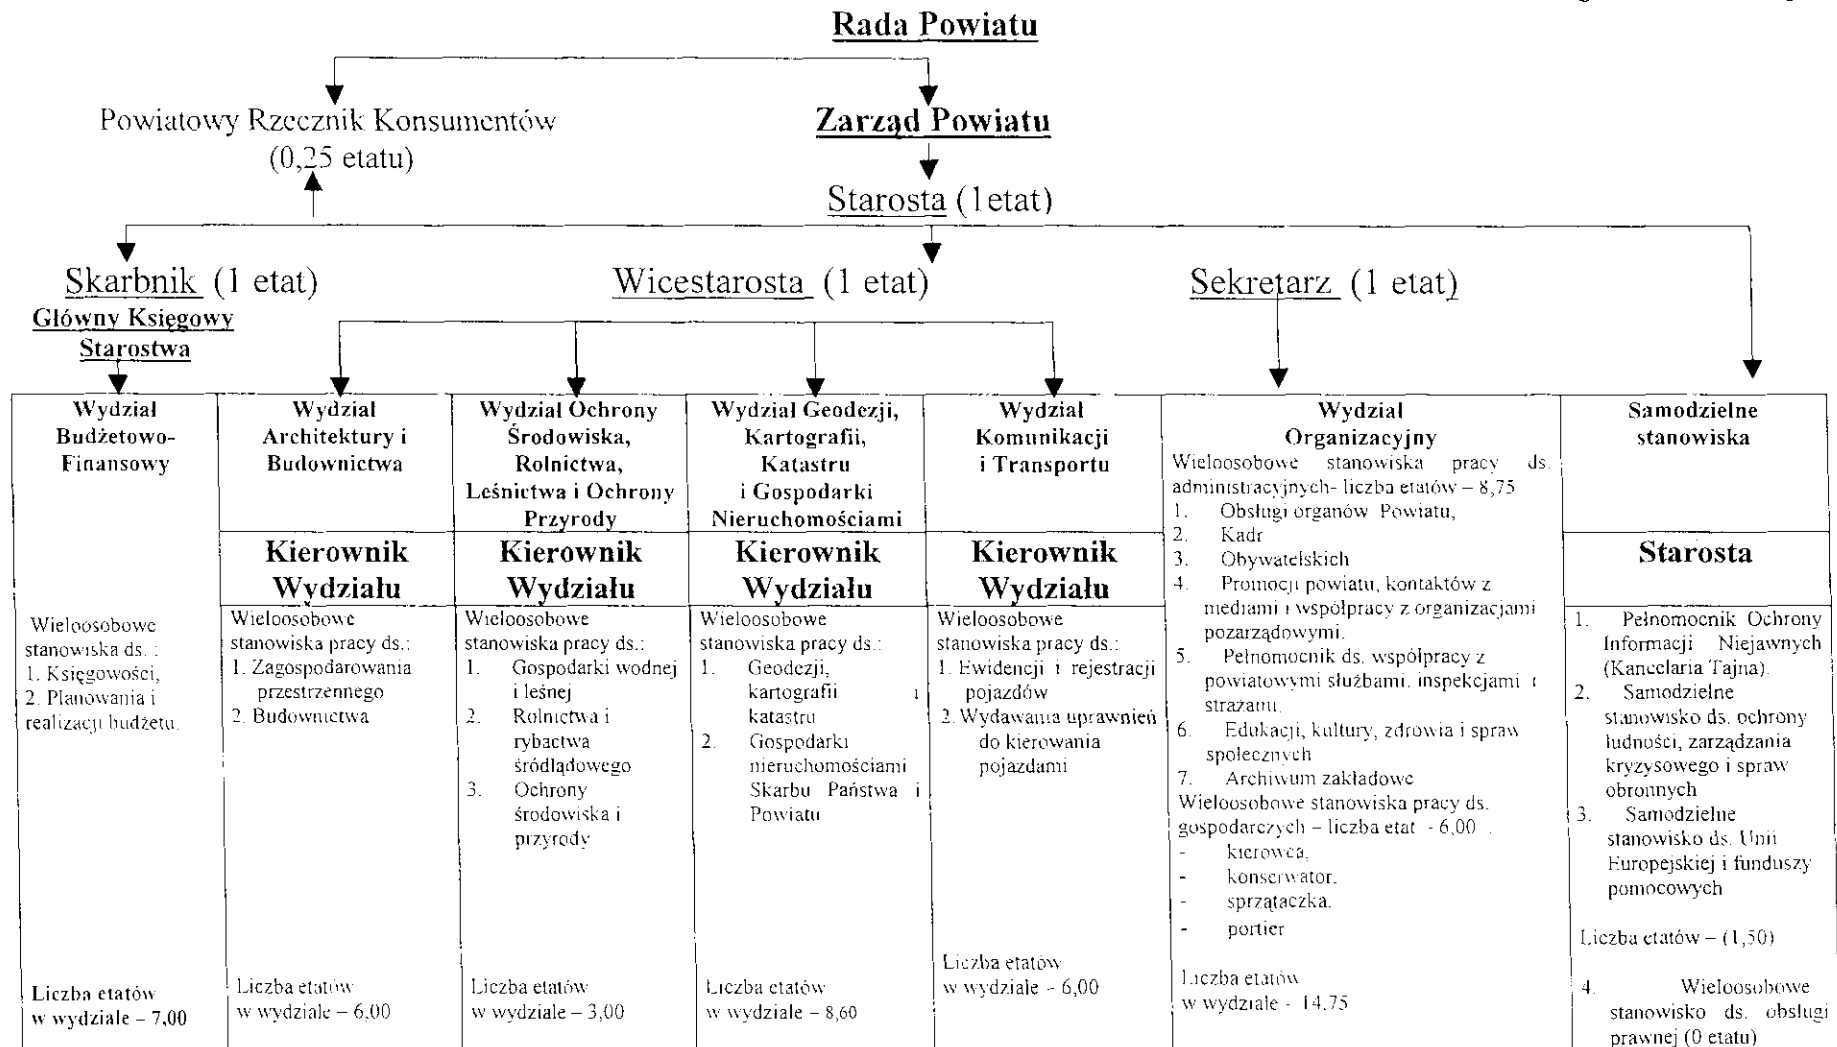 Rada Powiatu
Powiatowy Rzecznik Konsumentów
(0,25 etatu)
Zarząd Powiatu
Starosta (1etat)
Skarbnik (1 etat)
Główny Księgowy
Starostwa
Wicestarosta (1 etat)
Sekretarz (1 etat)
Wydział
Budżetowo-
Finansowy
Wieloosobowe
stanowiska ds. :
1. Księgowości,
2. Planowania i
realizacji budżetu.
Liczba etatów
w wydziale – 7,00
Wydział
Architektury i
Budownictwa
Kierownik
Wydziału
Wieloosobowe
stanowiska pracy ds.:
1. Zagospodarowania
przestrzennego
2. Budownictwa
Liczba etatów
w wydziale – 6,00
Wydział Ochrony
Środowiska,
Rolnictwa,
Leśnictwa i Ochrony
Przyrody
Kierownik
Wydziału
Wieloosobowe
stanowiska pracy ds.:
1. Gospodarki wodnej
i leśnej
2. Rolnictwa i
rybactwa
śródlądowego
3. Ochrony
środowiska i
przyrody
Liczba etatów
w wydziale – 3,00
Wydział Geodezji,
Kartografii,
Katastru
i Gospodarki
Nieruchomościami
Kierownik
Wydziału
Wieloosobowe
stanowiska pracy ds.:
1. Geodezji,
kartografii i
katastru
2. Gospodarki
nieruchomościami
Skarbu Państwa i
Powiatu
Liczba etatów
w wydziale – 8,60
Wydział
Komunikacji
i Transportu
Kierownik
Wydziału
Wieloosobowe
stanowiska pracy ds.:
1. Ewidencji i rejestracji
pojazdów
2. Wydawania uprawnień
do kierowania
pojazdami
Liczba etatów
w wydziale – 6,00
Wydział
Organizacyjny
Wieloosobowe stanowiska pracy ds.
administracyjnych- liczba etatów – 8,75
1. Obsługi organów Powiatu,
2. Kadr
3. Obywatelskich
4. Promocji powiatu, kontaktów z
mediami i współpracy z organizacjami
pozarządowymi.
5. Pełnomocnik ds. współpracy z
powiatowymi służbami, inspekcjami i
strażami.
6. Edukacji, kultury, zdrowia i spraw
społecznych
7. Archiwum zakładowe
Wieloosobowe stanowiska pracy ds.
gospodarczych – liczba etat - 6,00 .
- kierowca,
- konserwator,
- sprzątaczka,
- portier
Liczba etatów
w wydziale - 14,75
Samodzielne
stanowiska
Starosta
1. Pełnomocnik Ochrony
Informacji Niejawnych
(Kancelaria Tajna).
2. Samodzielne
stanowisko ds. ochrony
ludności, zarządzania
kryzysowego i spraw
obronnych
3. Samodzielne
stanowisko ds. Unii
Europejskiej i funduszy
pomocowych
Liczba etatów – (1,50)
4. Wieloosobowe
stanowisko ds. obsługi
prawnej (0 etatu)